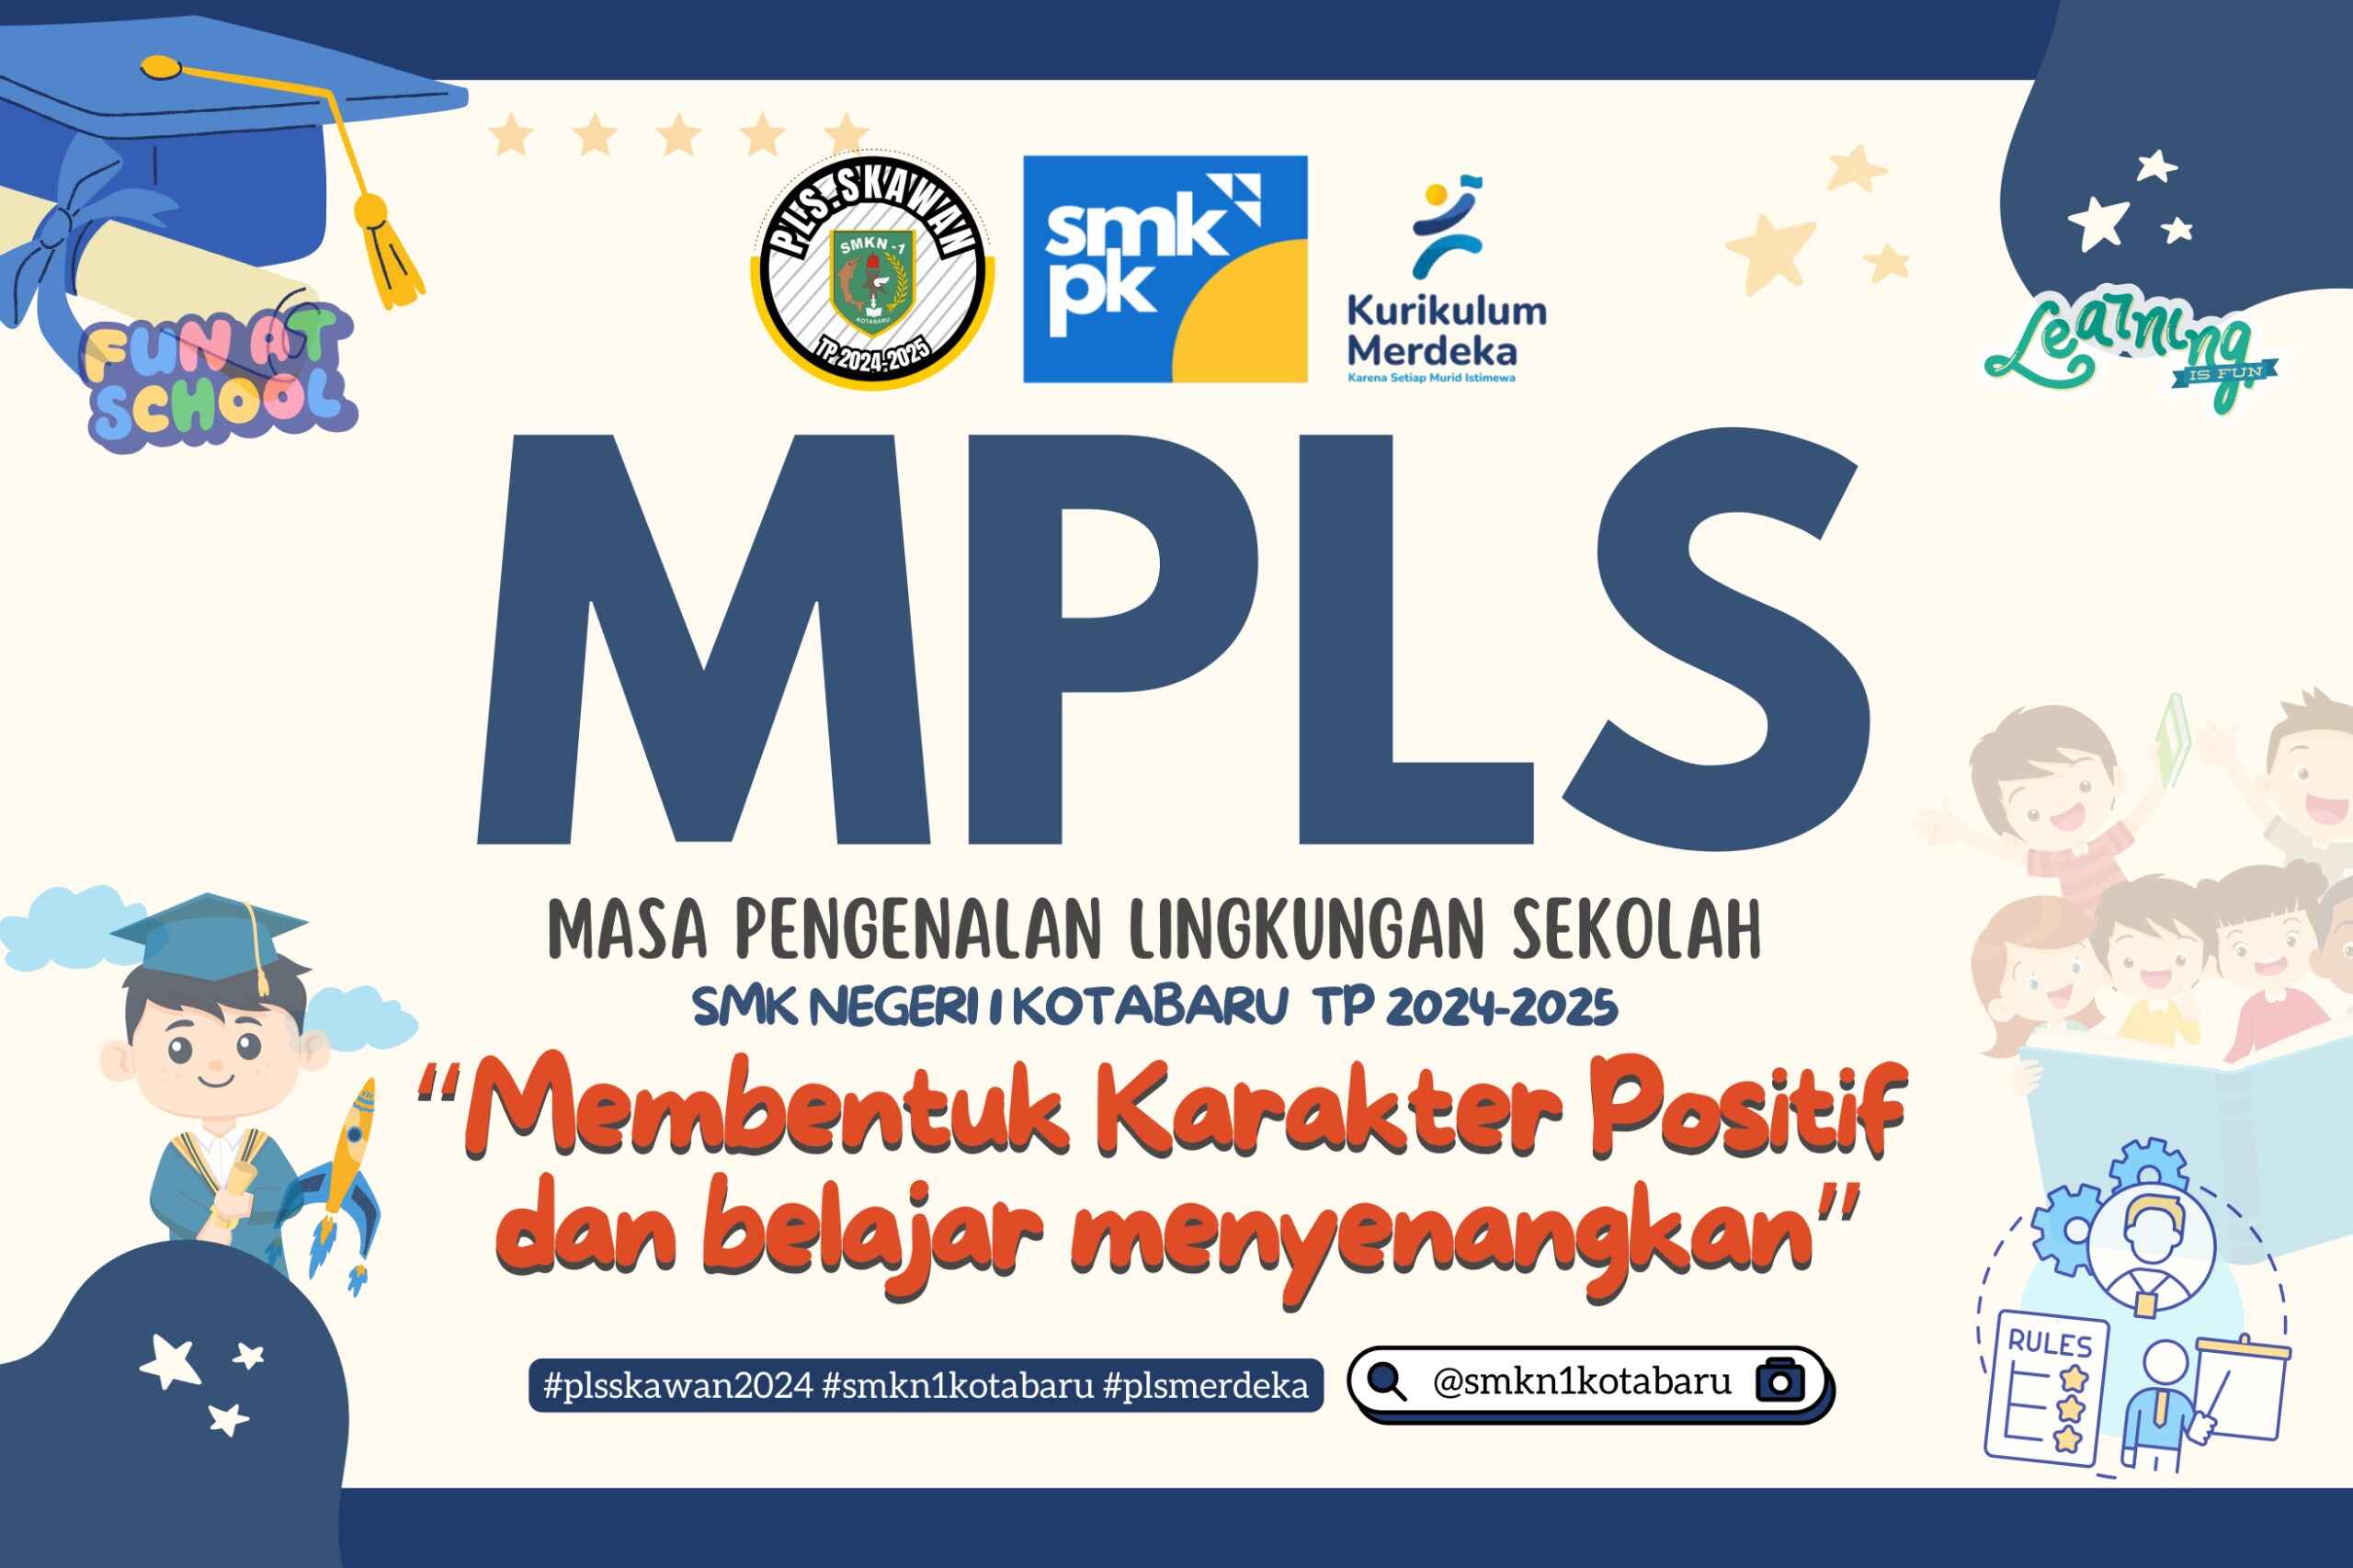 PLS SKAWAN
SMKN -1
KOTABARU
TP 2024-2025
smk
pk
Kurikulum
Merdeka
Karena Setiap Murid Istimewa
FUN AT
SCHOOL
Learning
IS FUN
MPLS
MASA PENGENALAN LINGKUNGAN SEKOLAH
SMK NEGERI 1 KOTABARU TP 2024-2025
“Membentuk Karakter Positif
dan belajar menyenangkan”
#plsskawan2024 #smkn1kotabaru #plsmerdeka
@smkn1kotabaru
RULES